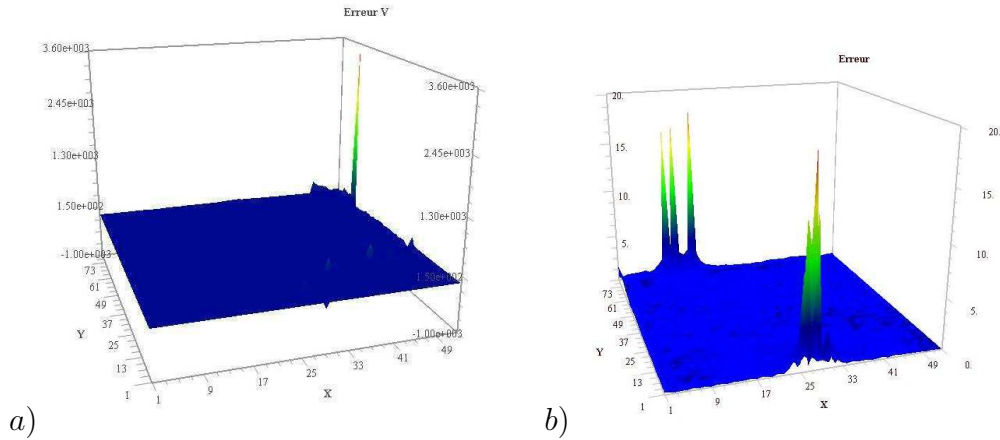 Erreur V
3.60e+003
2.45e+003
1.30e+003
1.50e+002
-1.00e+003
3.60e+003
2.45e+003
1.30e+003
1.50e+002
-1.00e+003
73
61
49
37
25
13
1
Y
1
9
17
25
33
41
49
X
a)
Erreur
20.
15.
10.
5.
20.
15.
10.
5.
0.
73
61
49
37
25
13
1
Y
1
9
17
25
33
41
49
X
b)